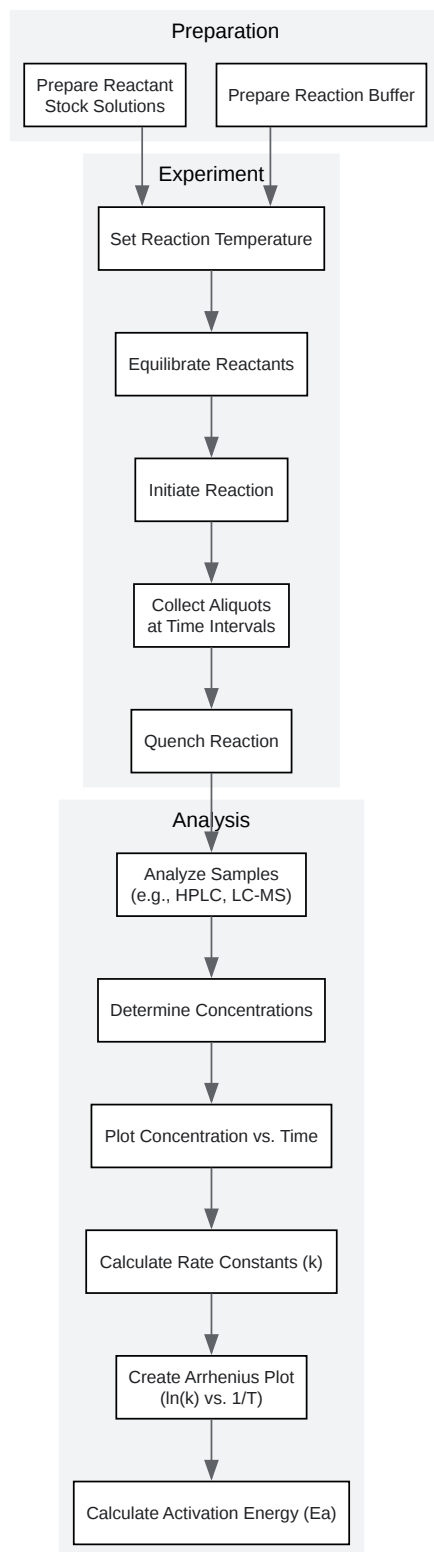 Preparation
Prepare Reactant
Stock Solutions
Prepare Reaction Buffer
Experiment
Set Reaction Temperature
Equilibrate Reactants
Initiate Reaction
Collect Aliquots
at Time Intervals
Quench Reaction
Analysis
Analyze Samples
(e.g., HPLC, LC-MS)
Determine Concentrations
Plot Concentration vs. Time
Calculate Rate Constants (k)
Create Arrhenius Plot
(ln(k) vs. 1/T)
Calculate Activation Energy (Ea)